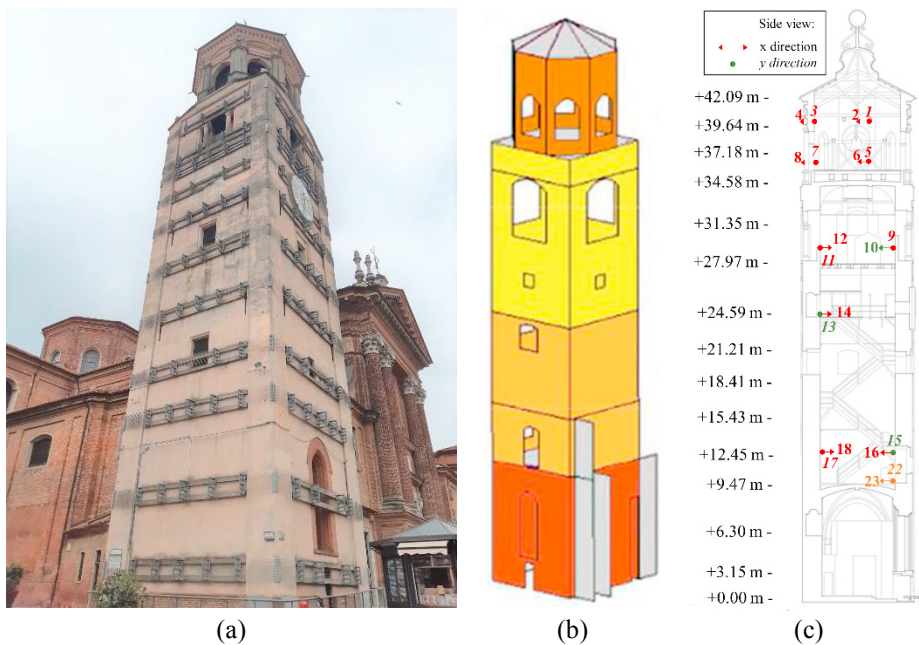 Side view:
x direction
y direction
+42.09 m -
4 3 2 1
+39.64 m -
+37.18 m -
8 7 6 5
+34.58 m -
+31.35 m -
12 10 9
11
+27.97 m -
+24.59 m -
14
13
+21.21 m -
+18.41 m -
+15.43 m -
15
+12.45 m -
18 16
17
22
+9.47 m -
23
+6.30 m -
+3.15 m -
+0.00 m -
(a) (b) (c)